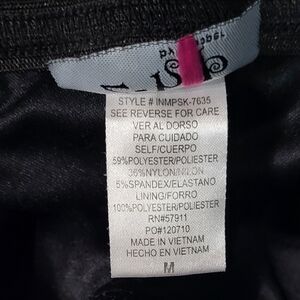 STYLE # INMPSK-7635
SEE REVERSE FOR CARE
VER AL DORSO
PARA CUIDADO
SELF/CUERPO
59%POLYESTER/POLIESTER
36%NYLON/NILON
5%SPANDEX/ELASTANO
LINING/FORRO
100%POLYESTER/POLIESTER
RN#57911
PO#120710
MADE IN VIETNAM
HECHO EN VIETNAM
M